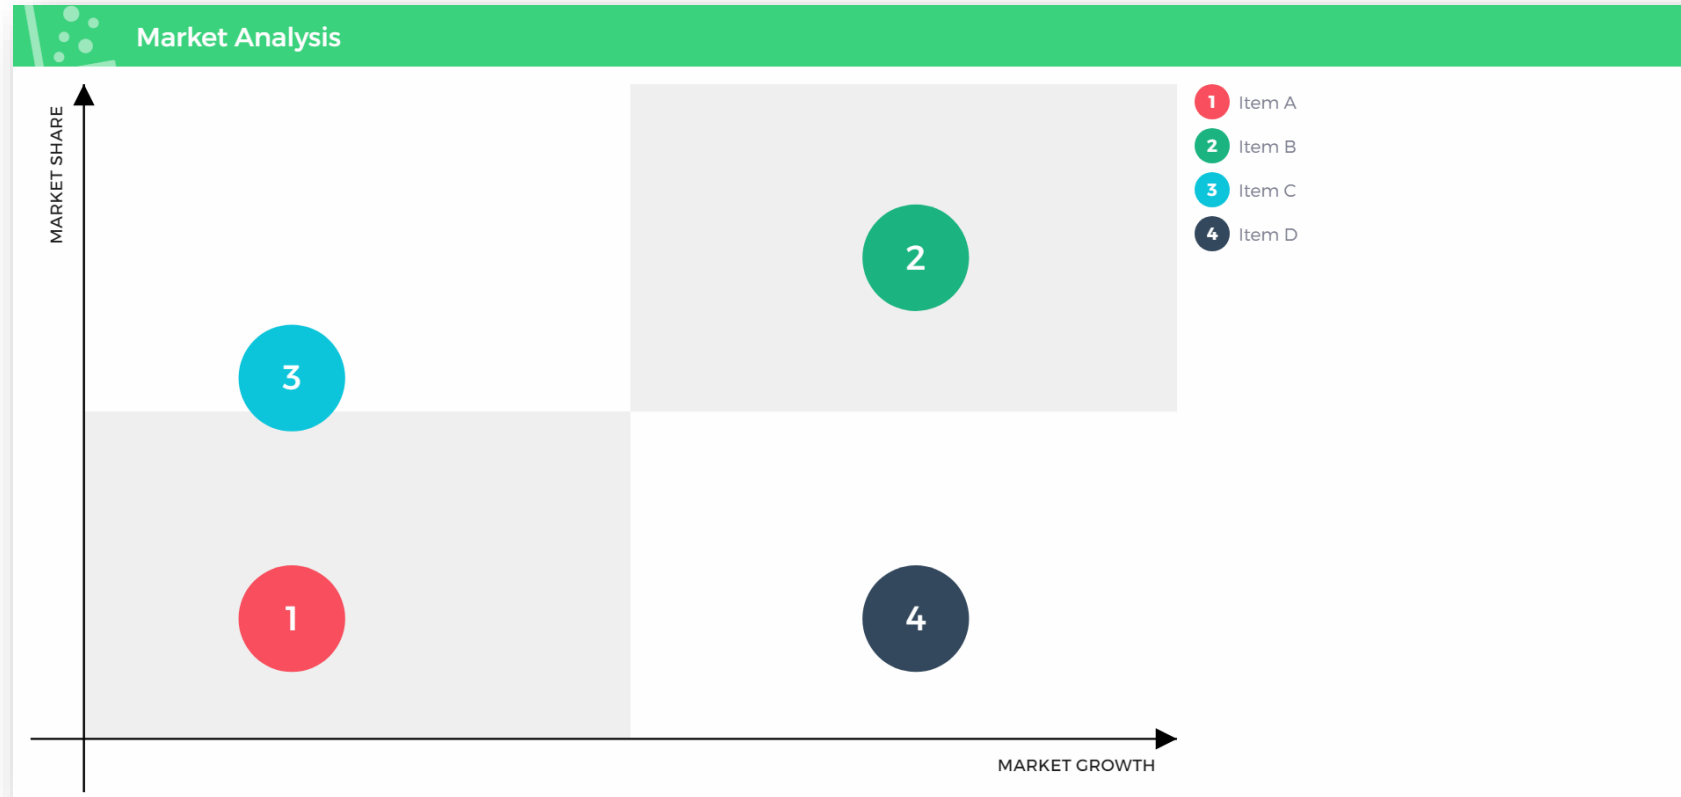 Market Analysis
MARKET SHARE
1 Item A
2 Item B
3 Item C
4 Item D
2
3
1
4
MARKET GROWTH